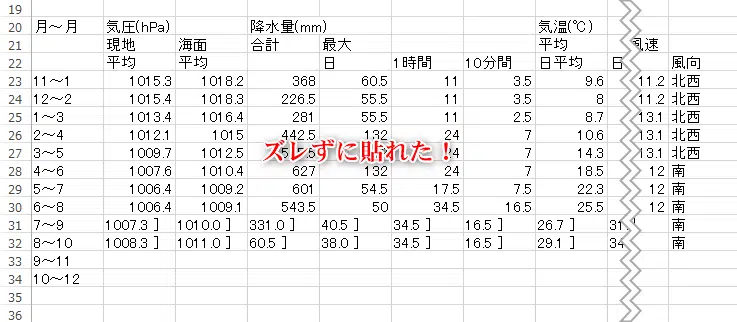 19
20 月～月 気圧(hPa) 降水量(mm) 気温(℃)
21 現地 海面 合計 最大 平均 風速
22 平均 平均 日 1時間 10分間 日平均 日 風向
23 11～1 1015.3 1018.2 368 60.5 11 3.5 9.6 11.2 北西
24 12～2 1015.4 1018.3 226.5 55.5 11 3.5 8 11.2 北西
25 1～3 1013.4 1016.4 281 55.5 11 2.5 8.7 13.1 北西
26 2～4 1012.1 1015 442.5 132 24 7 10.6 13.1 北西
ズレずに貼れた！
27 3～5 1009.7 1012.5 24 7 14.3 13.1 北西
28 4～6 1007.6 1010.4 627 132 24 7 18.5 12 南
29 5～7 1006.4 1009.2 601 54.5 17.5 7.5 22.3 12 南
30 6～8 1006.4 1009.1 543.5 50 34.5 16.5 25.5 12 南
31 7～9 1007.3 ] 1010.0 ] 331.0 ] 40.5 ] 34.5 ] 16.5 ] 26.7 ] 31 南
32 8～10 1008.3 ] 1011.0 ] 60.5 ] 38.0 ] 34.5 ] 16.5 ] 29.1 ] 34 南
33 9～11
34 10～12
35
36